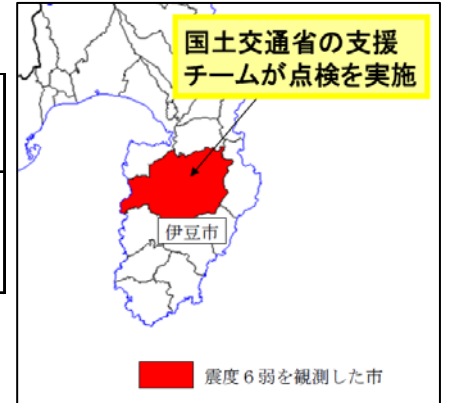 国土交通省の支援
チームが点検を実施
伊豆市
震度6弱を観測した市